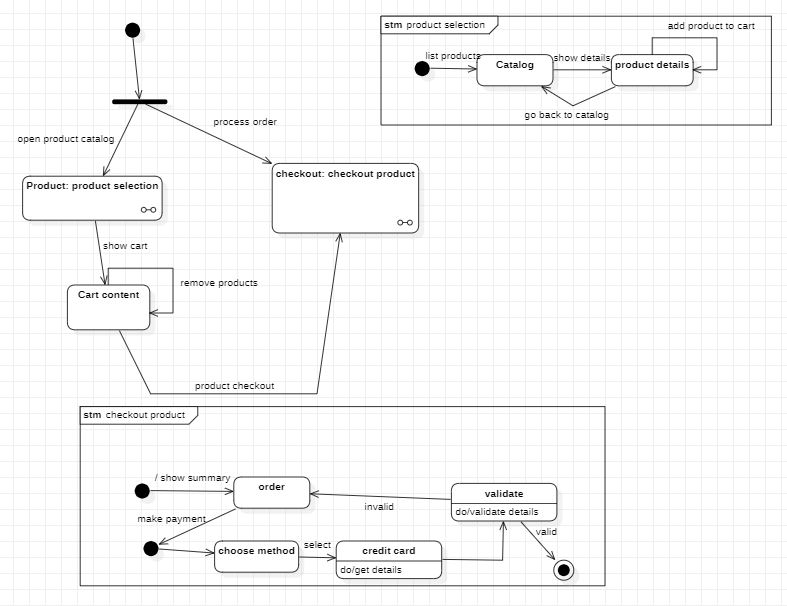 stm product selection
add product to cart
list products
Catalog
show details
product details
go back to catalog
process order
open product catalog
Product: product selection
checkout: checkout product
show cart
Cart content
remove products
product checkout
stm checkout product
/ show summary
order
validate
do/validate details
invalid
make payment
valid
choose method
select
credit card
do/get details